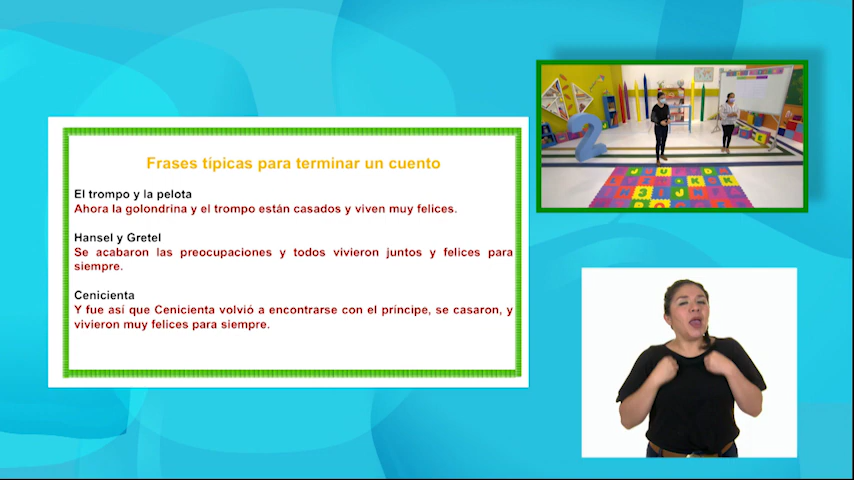 Frases típicas para terminar un cuento
El trompo y la pelota
Ahora la golondrina y el trompo están casados y viven muy felices.
Hansel y Gretel
Se acabaron las preocupaciones y todos vivieron juntos y felices para
siempre.
Cenicienta
Y fue así que Cenicienta volvió a encontrarse con el príncipe, se casaron, y
vivieron muy felices para siempre.
2